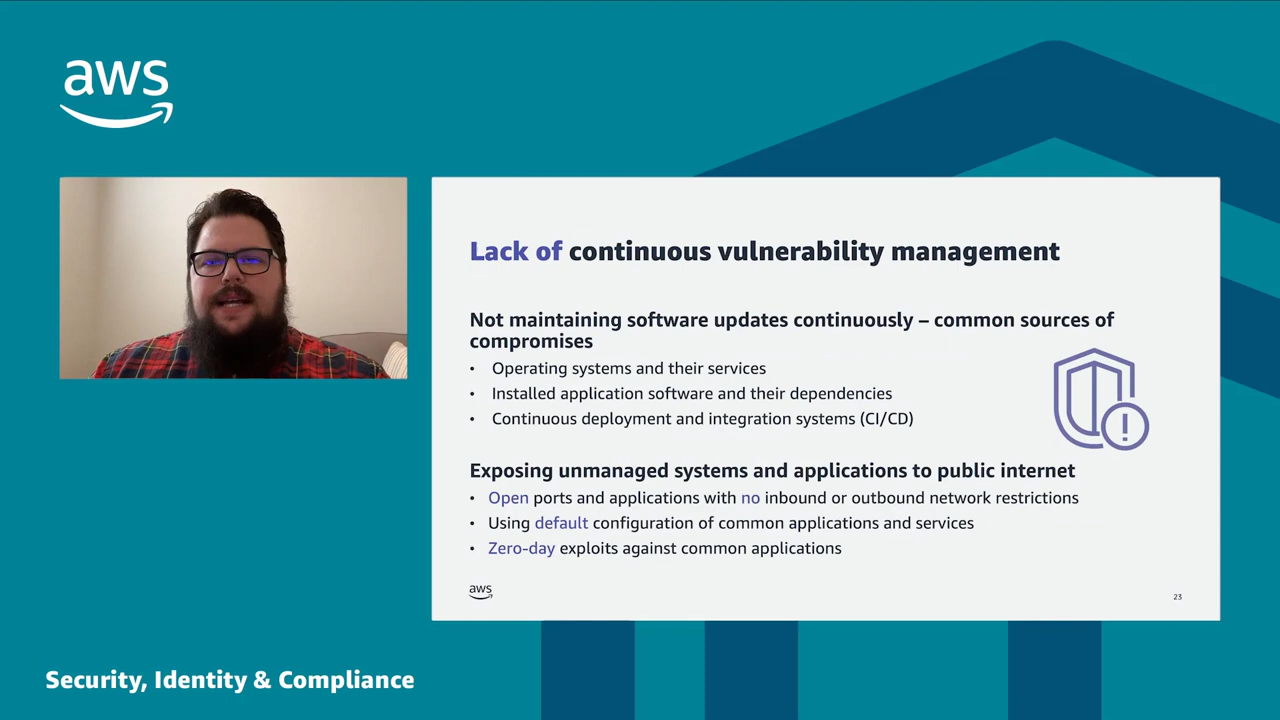 aws
Lack of continuous vulnerability management
Not maintaining software updates continuously – common sources of
compromises
• Operating systems and their services
• Installed application software and their dependencies
• Continuous deployment and integration systems (CI/CD)
Exposing unmanaged systems and applications to public internet
• Open ports and applications with no inbound or outbound network restrictions
• Using default configuration of common applications and services
• Zero-day exploits against common applications
aws
23
Security, Identity & Compliance